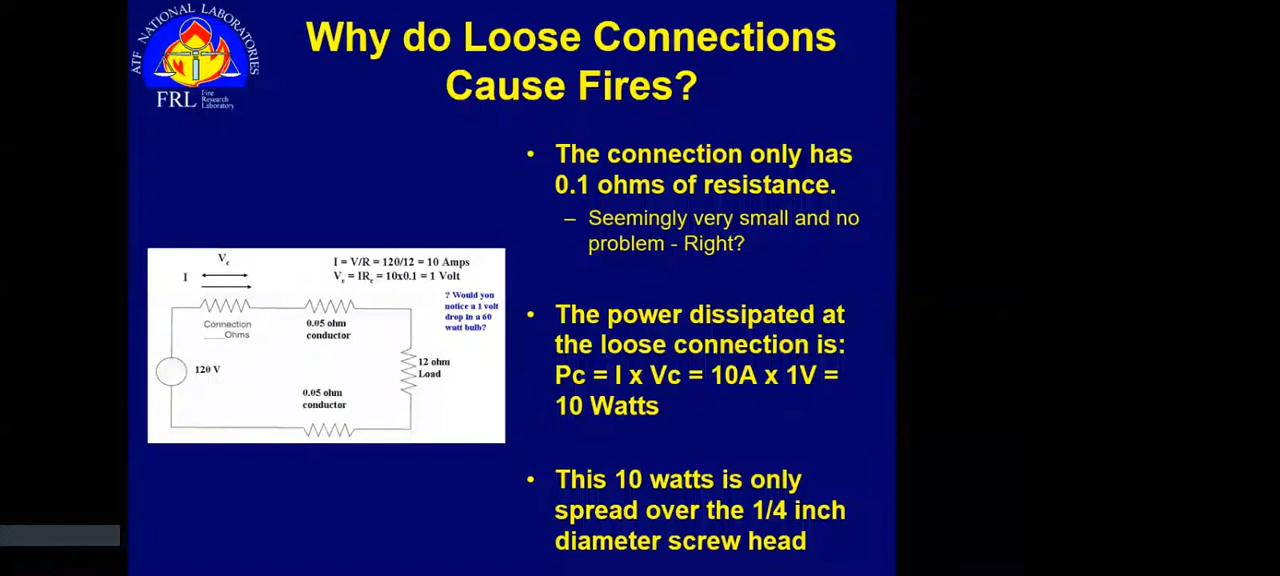 ATF NATIONAL LABORATORIES
FRL Fire
Research
Laboratory
Why do Loose Connections
Cause Fires?
• The connection only has
0.1 ohms of resistance.
– Seemingly very small and no
problem - Right?
• The power dissipated at
the loose connection is:
Pc = I x Vc = 10A x 1V =
10 Watts
• This 10 watts is only
spread over the 1/4 inch
diameter screw head
Vc
I
I = V/R = 120/12 = 10 Amps
Vc = IRc = 10x0.1 = 1 Volt
? Would you
notice a 1 volt
drop in a 60
watt bulb?
Connection
____Ohms
0.05 ohm
conductor
120 V
12 ohm
Load
0.05 ohm
conductor